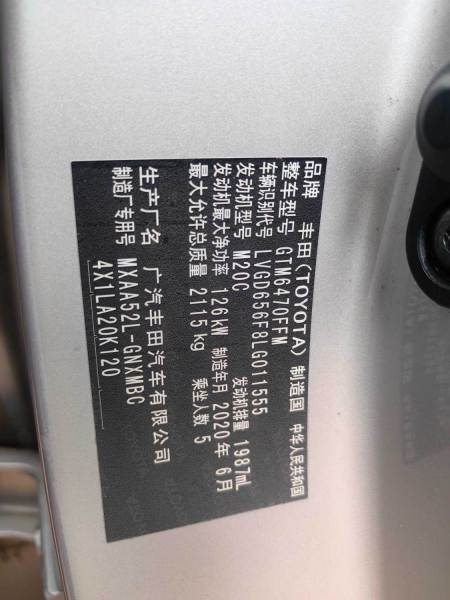 品牌 丰田(TOYOTA) 制造国 中华人民共和国
整车型号 GTM6470FFM
车辆识别代号 LVGD656F8LG011555
发动机型号 M20C 发动机排量 1987mL
发动机最大净功率 126kW 制造年月 2020年6月
最大允许总质量 2115kg 乘坐人数 5
生产厂名 广汽丰田汽车有限公司
制造厂专用号 MXAA52L-GNXMBC
4X1LA20K120